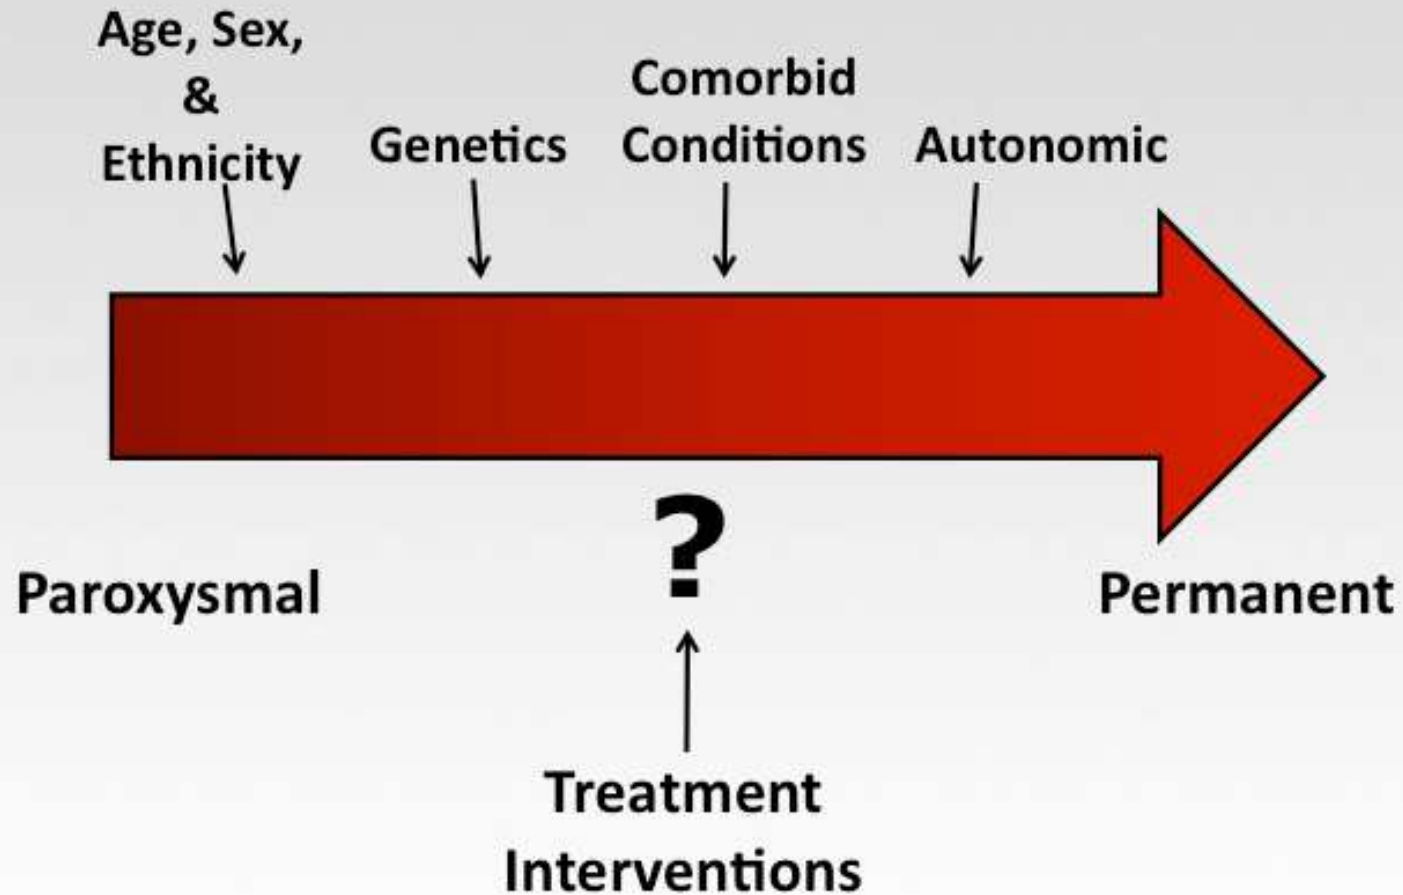 Age, Sex,
&
Ethnicity
Genetics
Comorbid
Conditions
Autonomic
?
Paroxysmal
Permanent
Treatment
Interventions